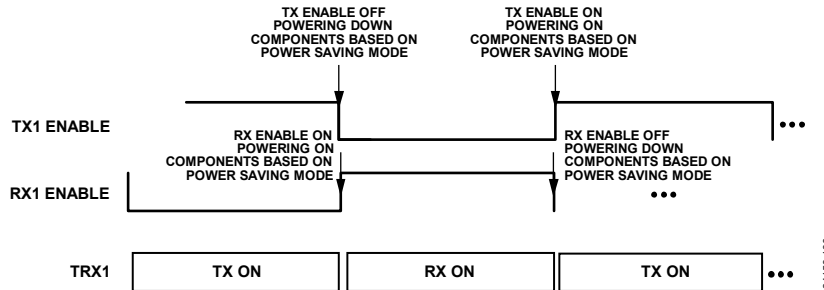 TX ENABLE OFF
POWERING DOWN
COMPONENTS BASED ON
POWER SAVING MODE
TX ENABLE ON
POWERING ON
COMPONENTS BASED ON
POWER SAVING MODE
TX1 ENABLE
RX ENABLE ON
POWERING ON
COMPONENTS BASED ON
POWER SAVING MODE
RX ENABLE OFF
POWERING DOWN
COMPONENTS BASED ON
POWER SAVING MODE
RX1 ENABLE
TRX1
TX ON
RX ON
TX ON